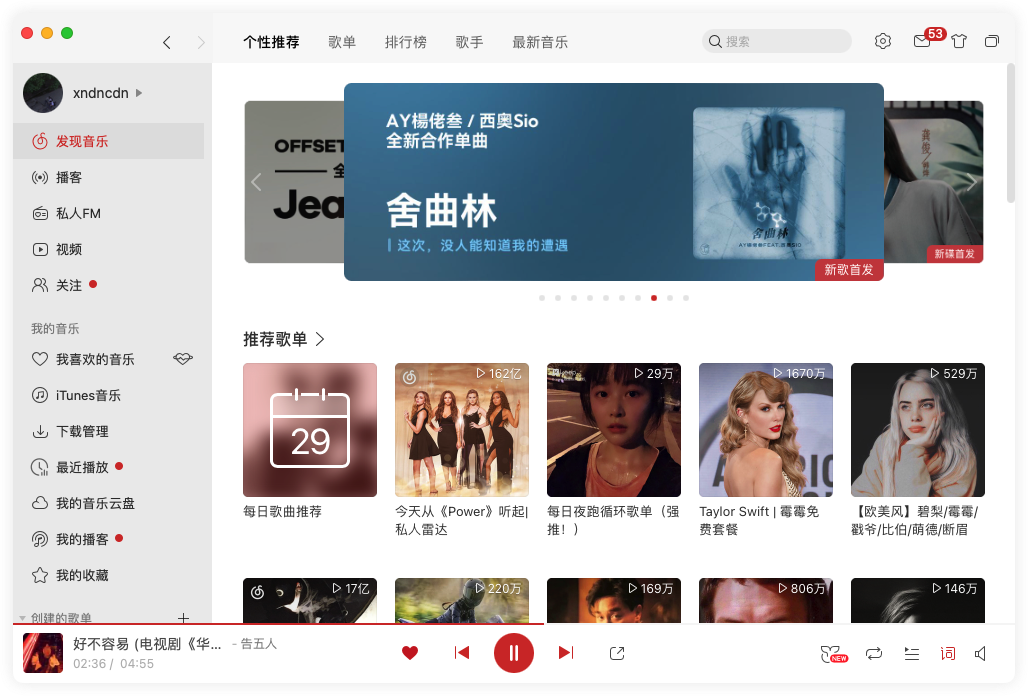 个性推荐
歌单
排行榜
歌手
最新音乐
搜索
53
xndncdn
发现音乐
播客
私人FM
视频
关注
我的音乐
我喜欢的音乐
iTunes音乐
下载管理
最近播放
我的音乐云盘
我的播客
我的收藏
创建的歌单
OFFSET
全
Jea
AY楊佬叁 / 西奥Sio
全新合作单曲
舍曲林
这次，没人能知道我的遭遇
舍曲林
AY楊佬叁FEAT.西奥SIO
新歌首发
新碟首发
推荐歌单
29
每日歌曲推荐
162亿
今天从《Power》听起|
私人雷达
29万
每日夜跑循环歌单（强
推！）
1670万
Taylor Swift | 霉霉免
费套餐
529万
【欧美风】碧梨/霉霉/
戳爷/比伯/萌德/断眉
17亿
220万
169万
806万
146万
好不容易 (电视剧《华...
- 告五人
02:36 / 04:55
NEW
词